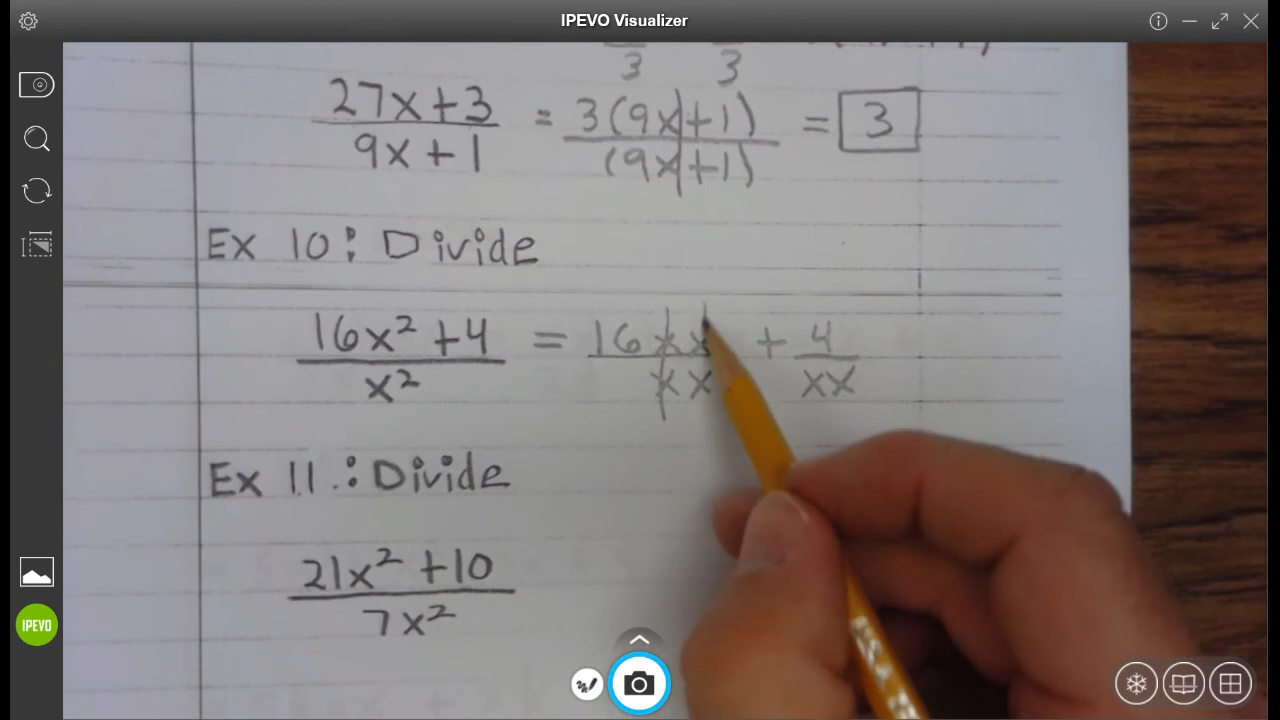 IPEVO Visualizer
3 3
27x+3 = 3(9x+1) = 3
9x+1 (9x+1)
Ex 10: Divide
16x²+4 = 16xx + 4
x² xx xx
Ex 11: Divide
21x²+10
7x²
IPEVO